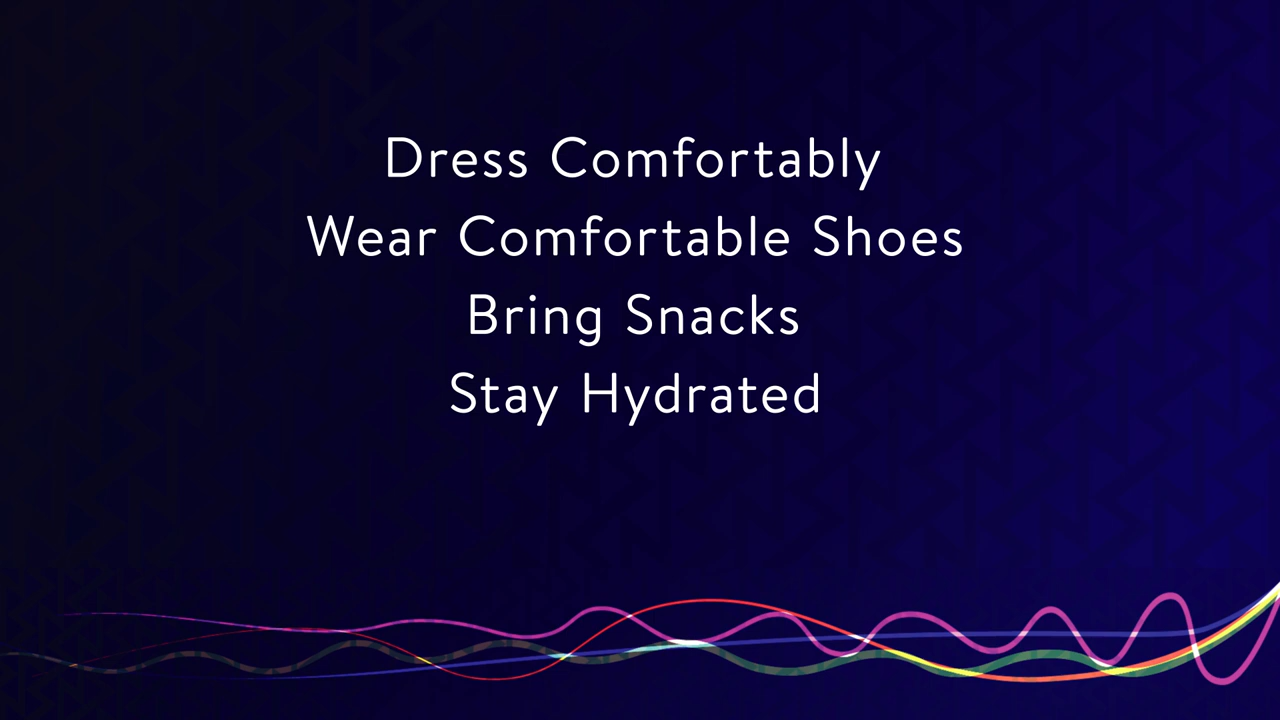 Dress Comfortably
Wear Comfortable Shoes
Bring Snacks
Stay Hydrated